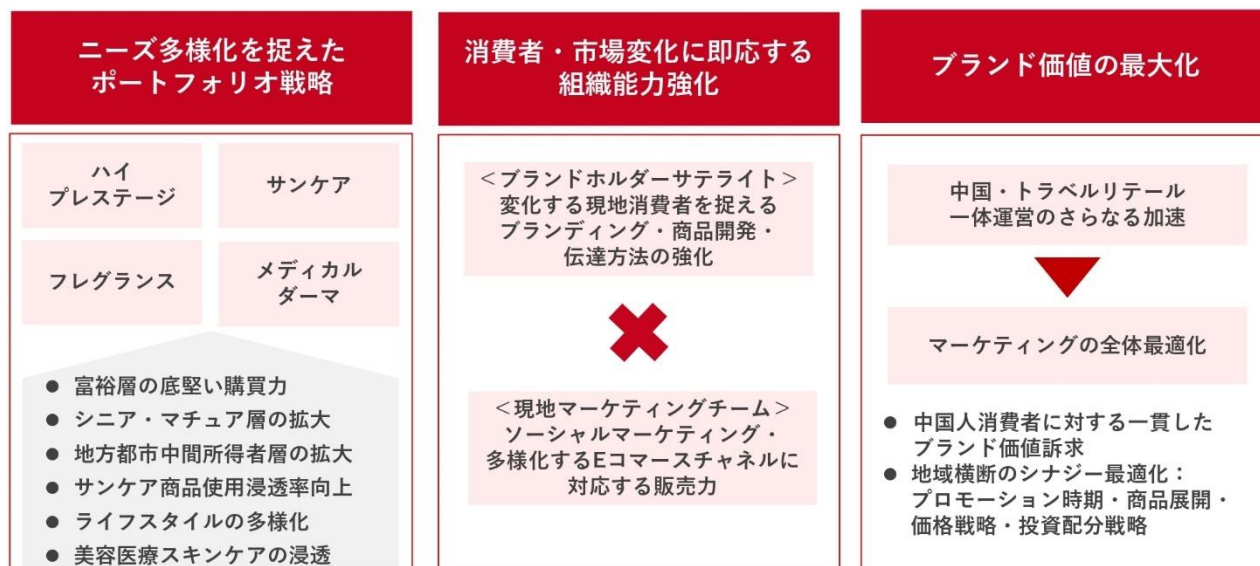 ニーズ多様化を捉えた
ポートフォリオ戦略
ハイ
プレステージ
サンケア
フレグランス
メディカル
ダーマ
● 富裕層の底堅い購買力
● シニア・マチュア層の拡大
● 地方都市中間所得者層の拡大
● サンケア商品使用浸透率向上
● ライフスタイルの多様化
● 美容医療スキンケアの浸透
消費者・市場変化に即応する
組織能力強化
＜ブランドホルダーサテライト＞
変化する現地消費者を捉える
ブランディング・商品開発・
伝達方法の強化
＜現地マーケティングチーム＞
ソーシャルマーケティング・
多様化するEコマースチャネルに
対応する販売力
ブランド価値の最大化
中国・トラベルリテール
一体運営のさらなる加速
マーケティングの全体最適化
● 中国人消費者に対する一貫した
ブランド価値訴求
● 地域横断のシナジー最適化：
プロモーション時期・商品展開・
価格戦略・投資配分戦略